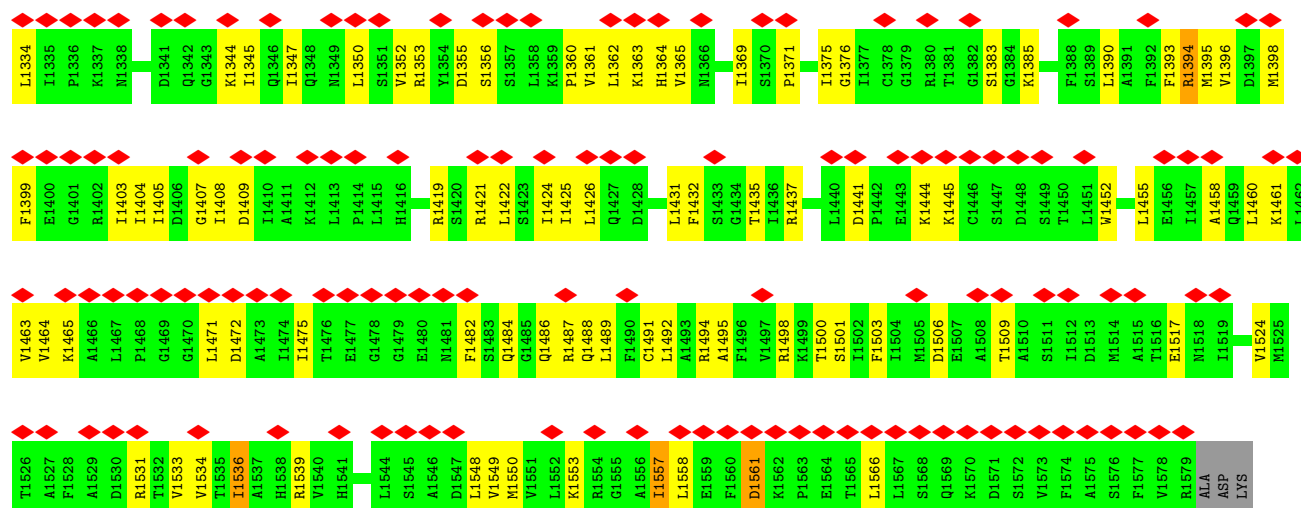 L1334 I1335 P1336 K1337 N1338 D1341 Q1342 G1343 K1344 I1345 Q1346 I1347 Q1348 N1349 L1350 S1351 V1352 R1353 Y1354 D1355 S1356 S1357 L1358 K1359 P1360 V1361 L1362 K1363 H1364 V1365 N1366 I1369 S1370 P1371 I1375 G1376 I1377 C1378 G1379 R1380 T1381 G1382 S1383 G1384 K1385 F1388 S1389 L1390 A1391 F1392 F1393 R1394 M1395 V1396 D1397 M1398
F1399 E1400 G1401 R1402 I1403 I1404 I1405 D1406 G1407 I1408 D1409 I1410 A1411 K1412 L1413 P1414 L1415 H1416 R1419 S1420 R1421 L1422 S1423 I1424 I1425 L1426 Q1427 D1428 L1431 F1432 S1433 G1434 T1435 I1436 R1437 L1440 D1441 P1442 E1443 K1444 K1445 C1446 S1447 D1448 S1449 T1450 L1451 W1452 L1455 E1456 I1457 A1458 Q1459 L1460 K1461 L1462
V1463 V1464 K1465 A1466 L1467 P1468 G1469 G1470 L1471 D1472 A1473 I1474 I1475 T1476 E1477 G1478 G1479 E1480 N1481 F1482 S1483 Q1484 G1485 Q1486 R1487 Q1488 L1489 F1490 C1491 L1492 A1493 R1494 A1495 F1496 V1497 R1498 K1499 T1500 S1501 I1502 F1503 I1504 M1505 D1506 E1507 A1508 T1509 A1510 S1511 I1512 D1513 M1514 A1515 T1516 E1517 N1518 I1519 V1524 M1525
T1526 A1527 F1528 A1529 D1530 R1531 T1532 V1533 V1534 T1535 I1536 A1537 H1538 R1539 V1540 H1541 L1544 S1545 A1546 D1547 L1548 V1549 M1550 V1551 L1552 K1553 R1554 G1555 A1556 I1557 L1558 E1559 F1560 D1561 K1562 P1563 E1564 T1565 L1566 L1567 S1568 Q1569 K1570 D1571 S1572 V1573 F1574 A1575 S1576 F1577 V1578 R1579 ALA ASP LYS